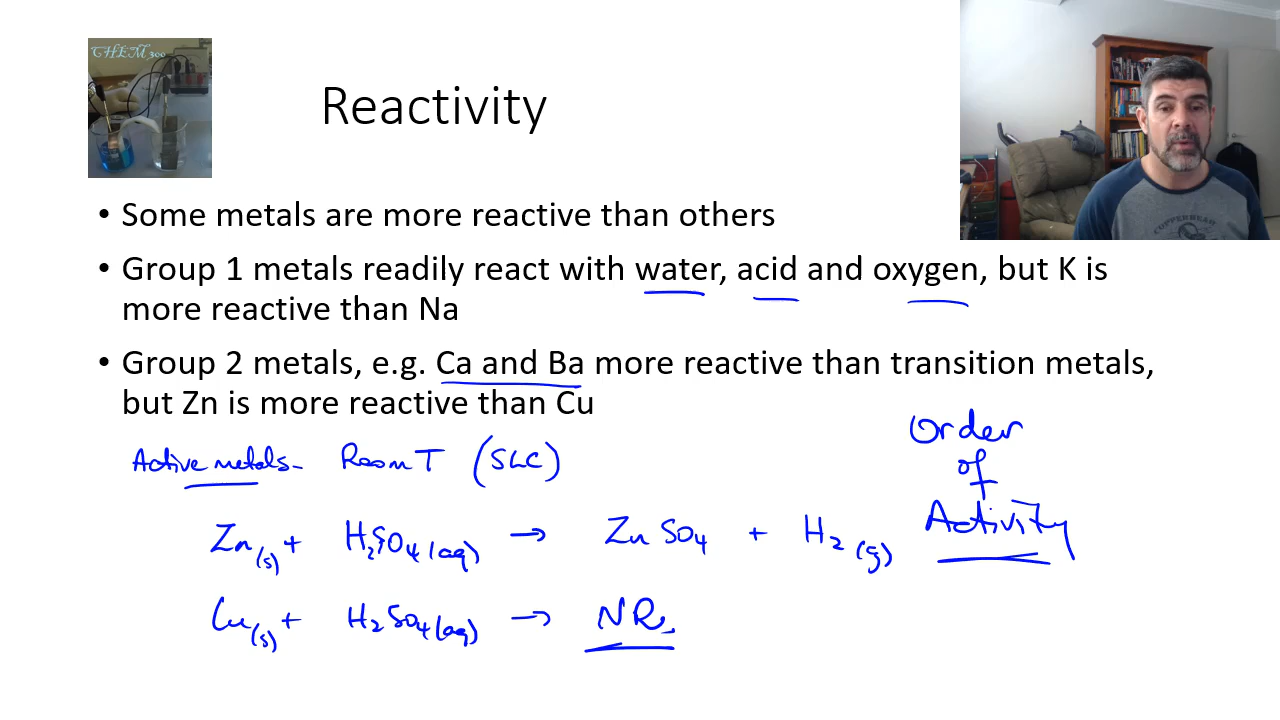 CHEM 300
Reactivity
• Some metals are more reactive than others
• Group 1 metals readily react with water, acid and oxygen, but K is
more reactive than Na
• Group 2 metals, e.g. Ca and Ba more reactive than transition metals,
but Zn is more reactive than Cu
Active metals- Room T (SLC)
Order
of
Activity
Zn(s) + H₂SO₄(aq) → ZnSO₄ + H₂(g)
Cu(s) + H₂SO₄(aq) → NR
COPPERHEAD